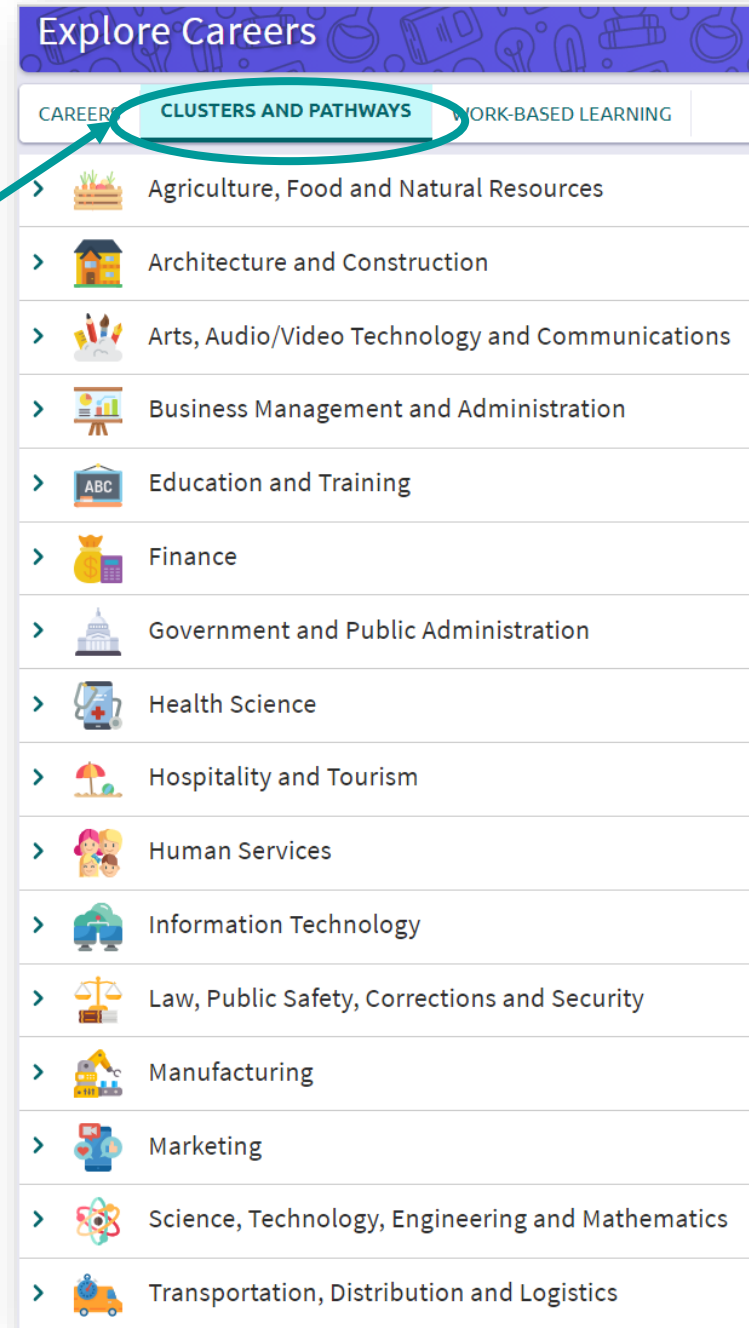 Explore Careers
CAREERS CLUSTERS AND PATHWAYS WORK-BASED LEARNING
Agriculture, Food and Natural Resources
Architecture and Construction
Arts, Audio/Video Technology and Communications
Business Management and Administration
ABC Education and Training
$ Finance
Government and Public Administration
Health Science
Hospitality and Tourism
Human Services
Information Technology
Law, Public Safety, Corrections and Security
Manufacturing
Marketing
Science, Technology, Engineering and Mathematics
Transportation, Distribution and Logistics